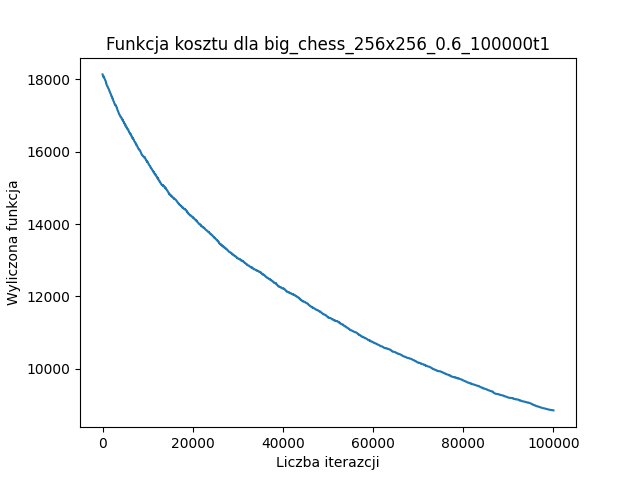 Funkcja kosztu dla big_chess_256x256_0.6_100000t1
18000
16000
14000
12000
10000
Wyliczona funkcja
0 20000 40000 60000 80000 100000
Liczba iterazcji